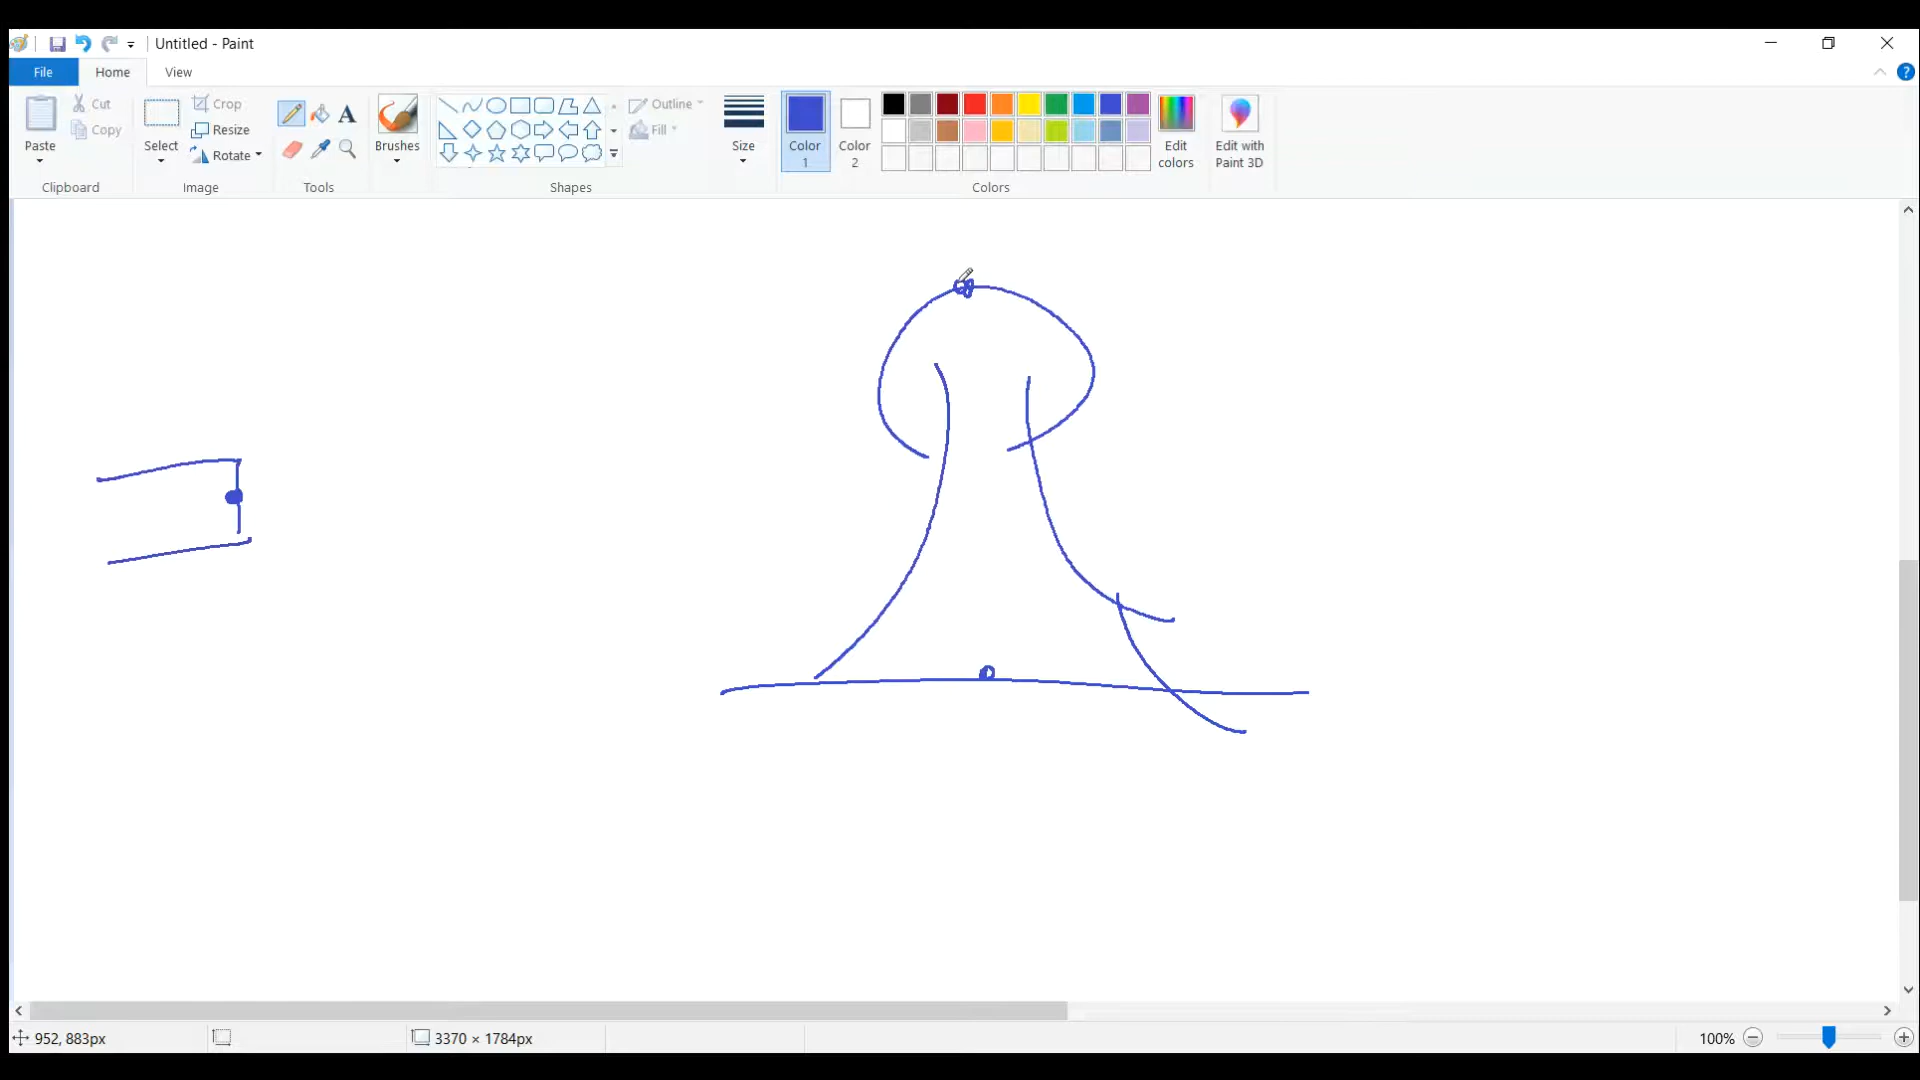 Untitled - Paint
File Home View
Paste
Cut
Copy
Clipboard
Select
Crop
Resize
Rotate
Image
A
Tools
Brushes
Shapes
Outline
Fill
Size
Color 1
Color 2
Edit colors
Colors
Edit with Paint 3D
?
952, 883px
3370 × 1784px
100%